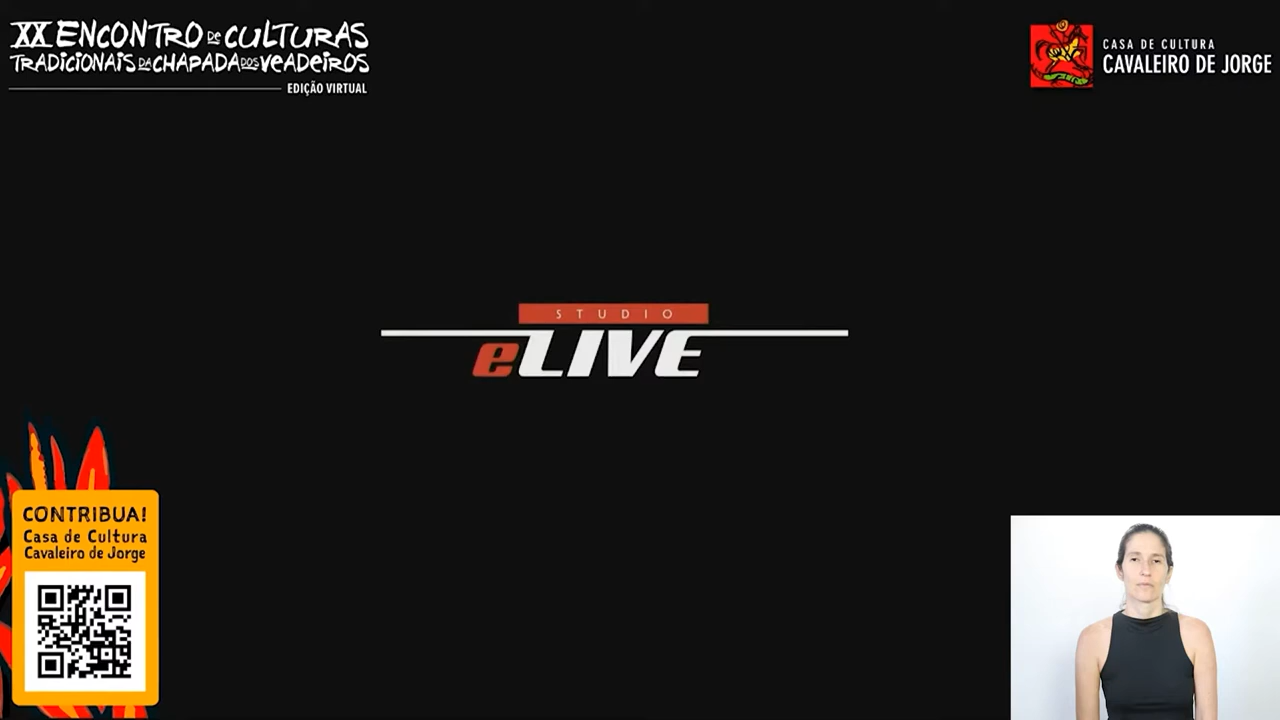 XX ENCONTRO DE CULTURAS
TRADICIONAIS DA CHAPADA DOS VEADEIROS
EDIÇÃO VIRTUAL
CASA DE CULTURA
CAVALEIRO DE JORGE
STUDIO
eLIVE
CONTRIBUA!
Casa de Cultura
Cavaleiro de Jorge